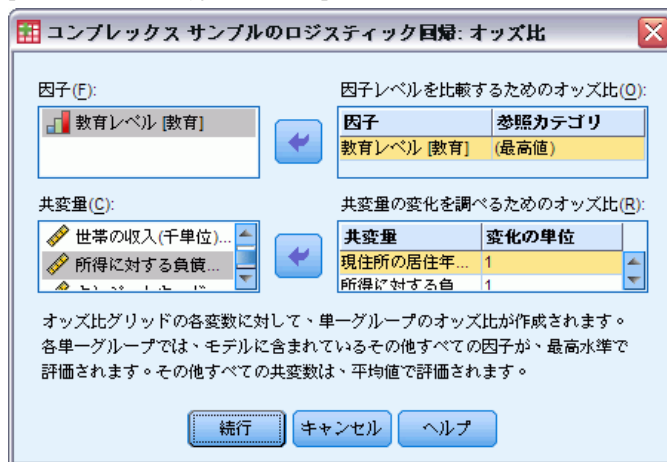 コンプレックス サンプルのロジスティック回帰: オッズ比
因子(F):
教育レベル [教育]
因子レベルを比較するためのオッズ比(O):
因子 参照カテゴリ
教育レベル [教育] (最高値)
共変量(C):
世帯の収入(千単位)...
所得に対する負債...
共変量の変化を調べるためのオッズ比(R):
共変量 変化の単位
現住所の居住年... 1
所得に対する負... 1
オッズ比グリッドの各変数に対して、単一グループのオッズ比が作成されます。
各単一グループでは、モデルに含まれているその他すべての因子が、最高水準で
評価されます。その他すべての共変数は、平均値で評価されます。
続行 キャンセル ヘルプ